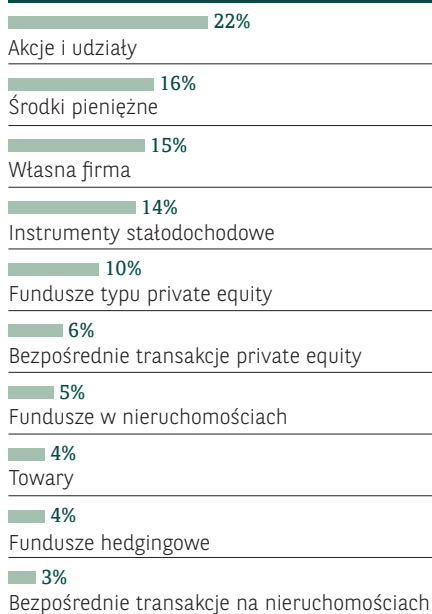 22%
Akcje i udziały
16%
Środki pieniężne
15%
Własna firma
14%
Instrumenty stałodochodowe
10%
Fundusze typu private equity
6%
Bezpośrednie transakcje private equity
5%
Fundusze w nieruchomościach
4%
Towary
4%
Fundusze hedgingowe
3%
Bezpośrednie transakcje na nieruchomościach